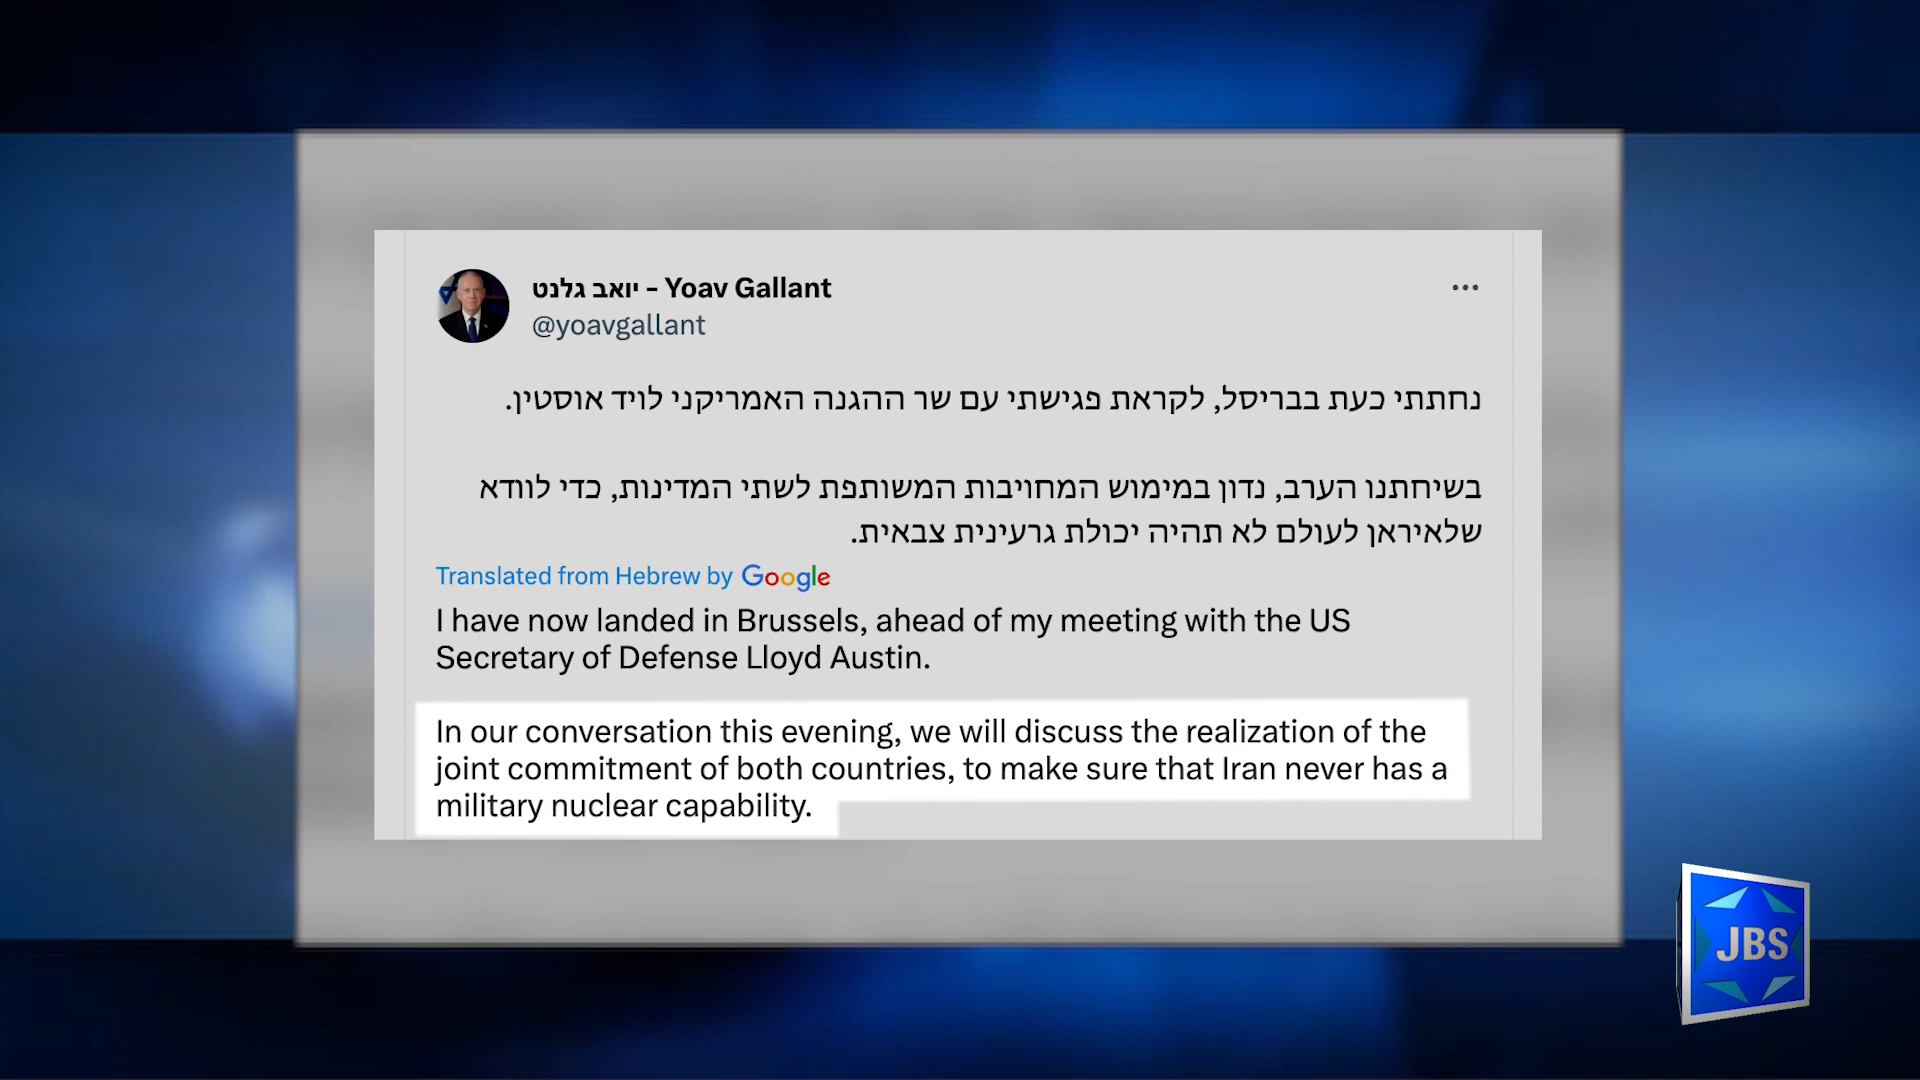 יואב גלנט - Yoav Gallant
@yoavgallant
נחתתי כעת בבריסל, לקראת פגישתי עם שר ההגנה האמריקני לויד אוסטין.
בשיחתנו הערב, נדון במימוש המחויבות המשותפת לשתי המדינות, כדי לוודא
שלאיראן לעולם לא תהיה יכולת גרעינית צבאית.
Translated from Hebrew by Google
I have now landed in Brussels, ahead of my meeting with the US
Secretary of Defense Lloyd Austin.
In our conversation this evening, we will discuss the realization of the
joint commitment of both countries, to make sure that Iran never has a
military nuclear capability.
JBS